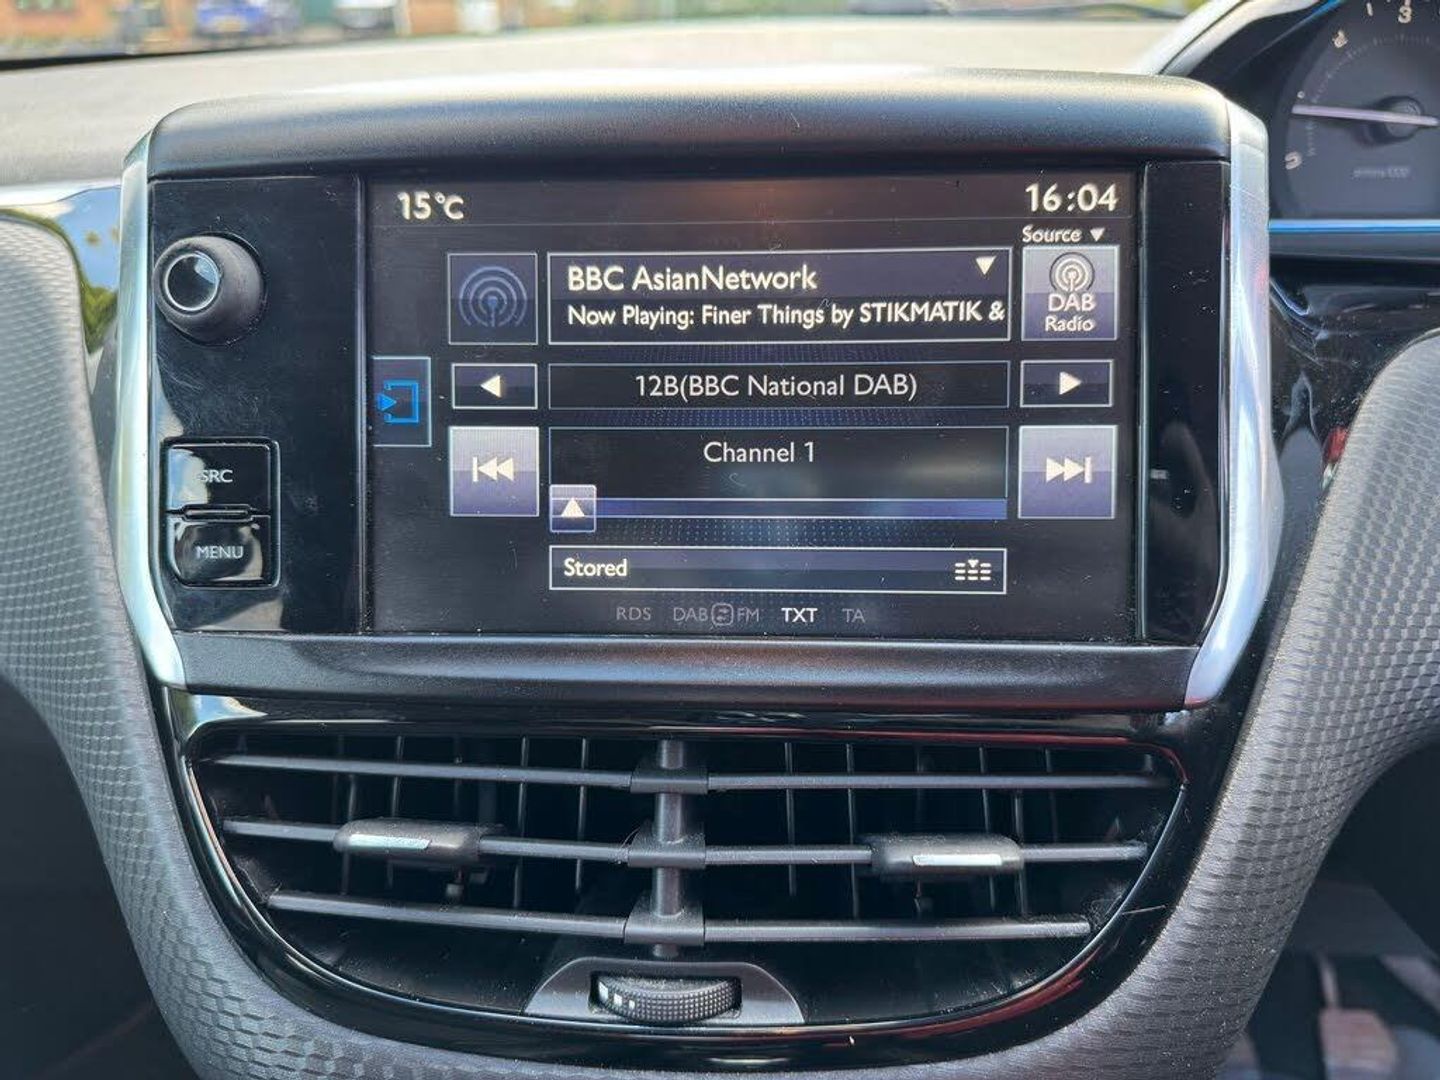 15°C
16:04
Source
BBC AsianNetwork
Now Playing: Finer Things by STIKMATIK &
DAB
Radio
12B(BBC National DAB)
SRC
Channel 1
MENU
Stored
RDS DAB FM TXT TA
3